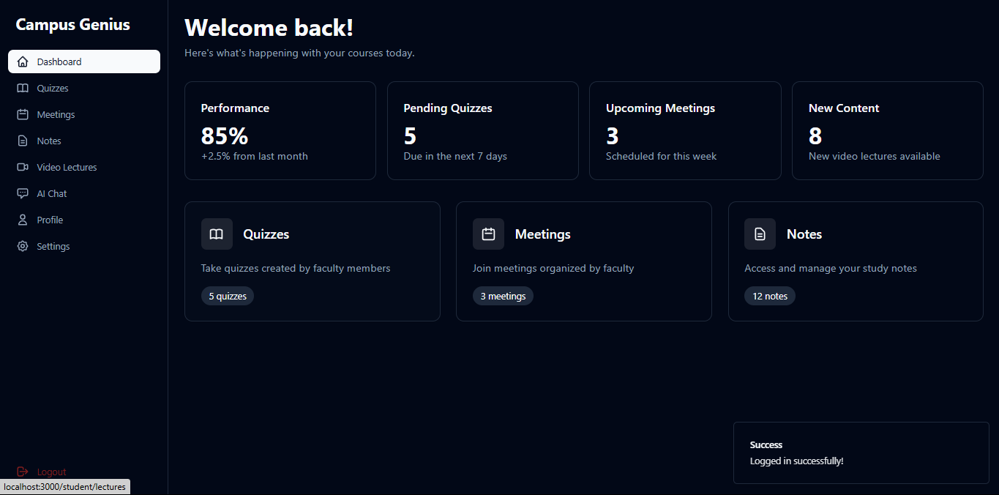 Campus Genius
Dashboard
Quizzes
Meetings
Notes
Video Lectures
AI Chat
Profile
Settings
Logout
localhost:3000/student/lectures
Welcome back!
Here's what's happening with your courses today.
Performance
85%
+2.5% from last month
Pending Quizzes
5
Due in the next 7 days
Upcoming Meetings
3
Scheduled for this week
New Content
8
New video lectures available
Quizzes
Take quizzes created by faculty members
5 quizzes
Meetings
Join meetings organized by faculty
3 meetings
Notes
Access and manage your study notes
12 notes
Success
Logged in successfully!